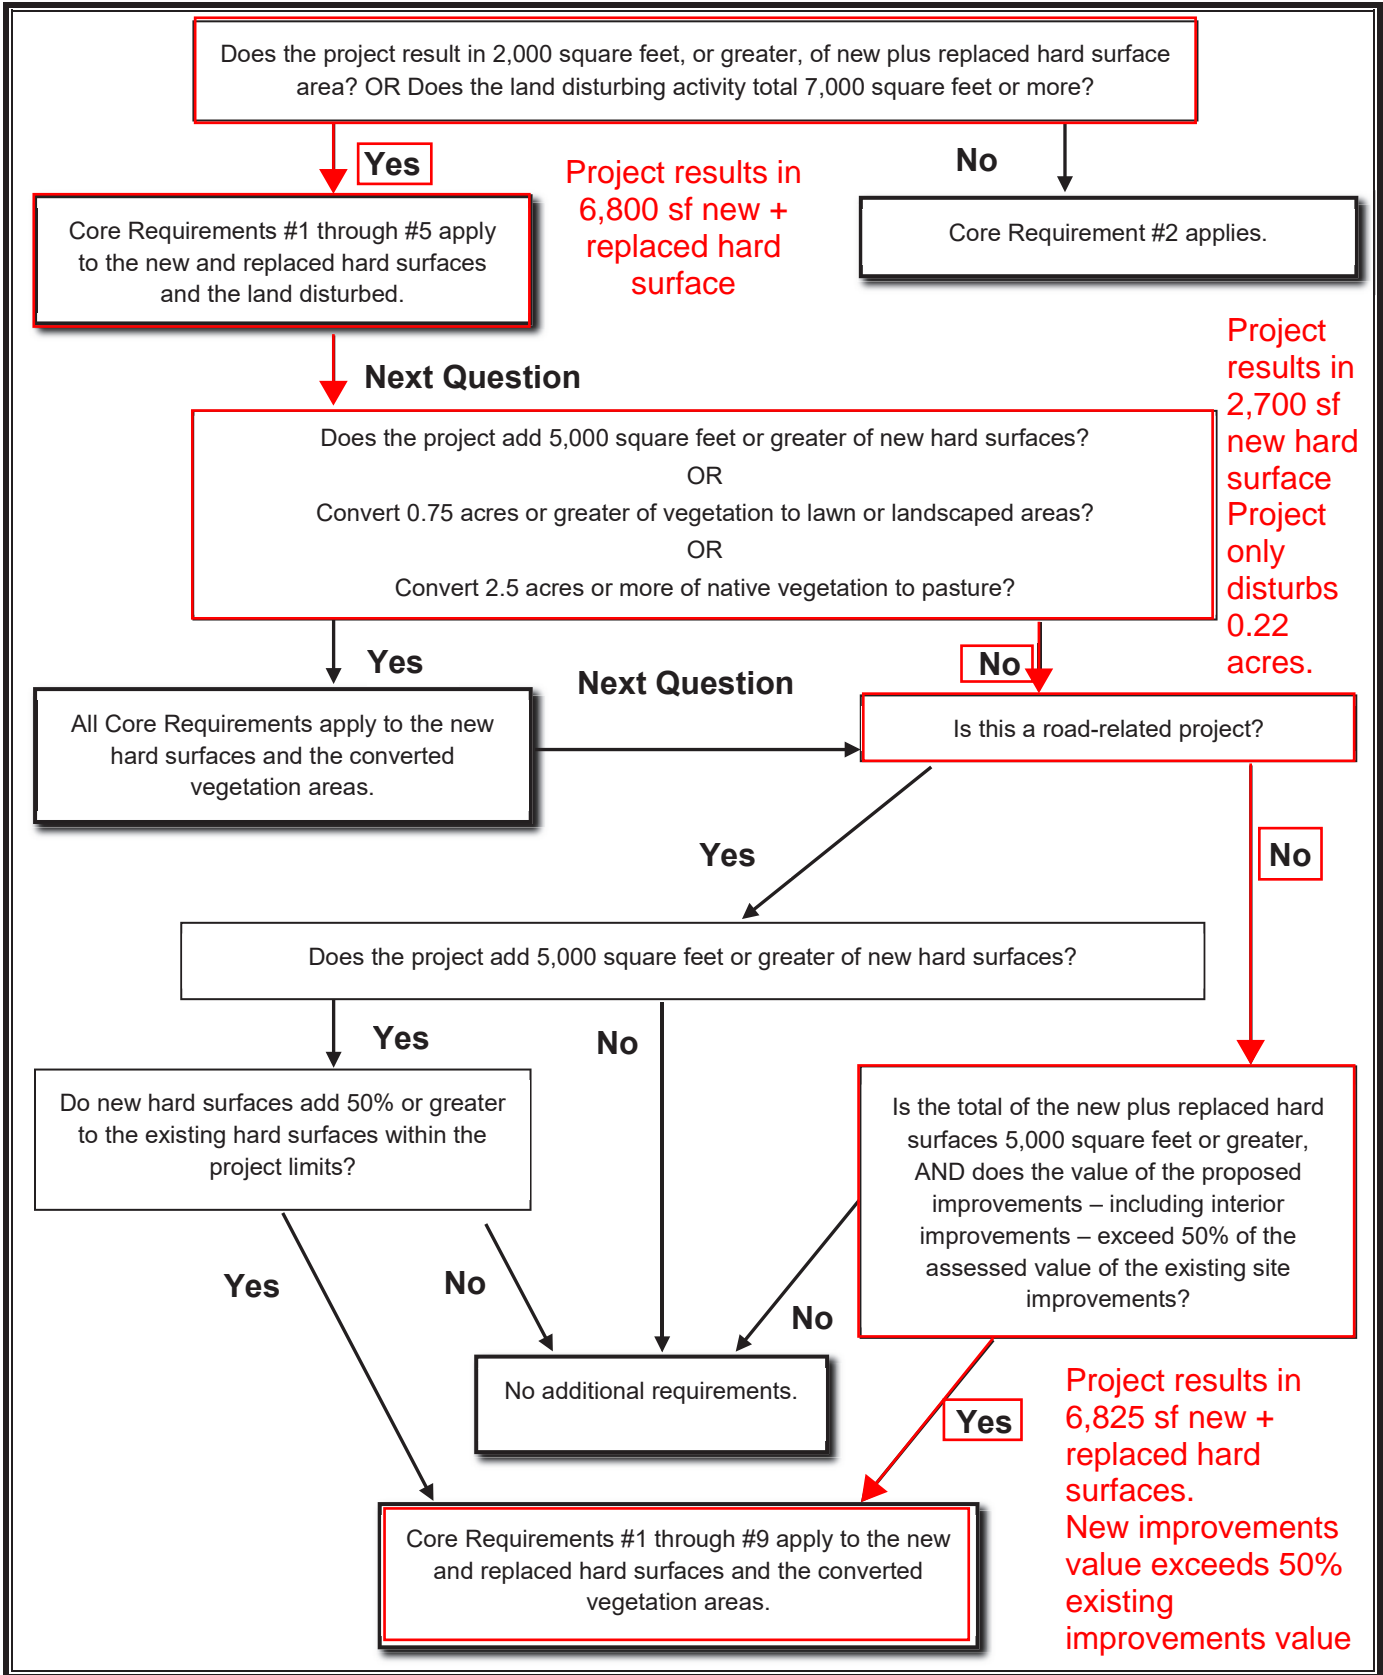 Does the project result in 2,000 square feet, or greater, of new plus replaced hard surface
area? OR Does the land disturbing activity total 7,000 square feet or more?
Yes
No
Project results in
6,800 sf new +
replaced hard
surface
Core Requirements #1 through #5 apply
to the new and replaced hard surfaces
and the land disturbed.
Core Requirement #2 applies.
Next Question
Project
results in
2,700 sf
new hard
surface
Project
only
disturbs
0.22
acres.
Does the project add 5,000 square feet or greater of new hard surfaces?
OR
Convert 0.75 acres or greater of vegetation to lawn or landscaped areas?
OR
Convert 2.5 acres or more of native vegetation to pasture?
Yes
Next Question
No
All Core Requirements apply to the new
hard surfaces and the converted
vegetation areas.
Is this a road-related project?
Yes
No
Does the project add 5,000 square feet or greater of new hard surfaces?
Yes
No
Do new hard surfaces add 50% or greater
to the existing hard surfaces within the
project limits?
Is the total of the new plus replaced hard
surfaces 5,000 square feet or greater,
AND does the value of the proposed
improvements – including interior
improvements – exceed 50% of the
assessed value of the existing site
improvements?
Yes
No
No
No additional requirements.
Yes
Project results in
6,825 sf new +
replaced hard
surfaces.
New improvements
value exceeds 50%
existing
improvements value
Core Requirements #1 through #9 apply to the new
and replaced hard surfaces and the converted
vegetation areas.